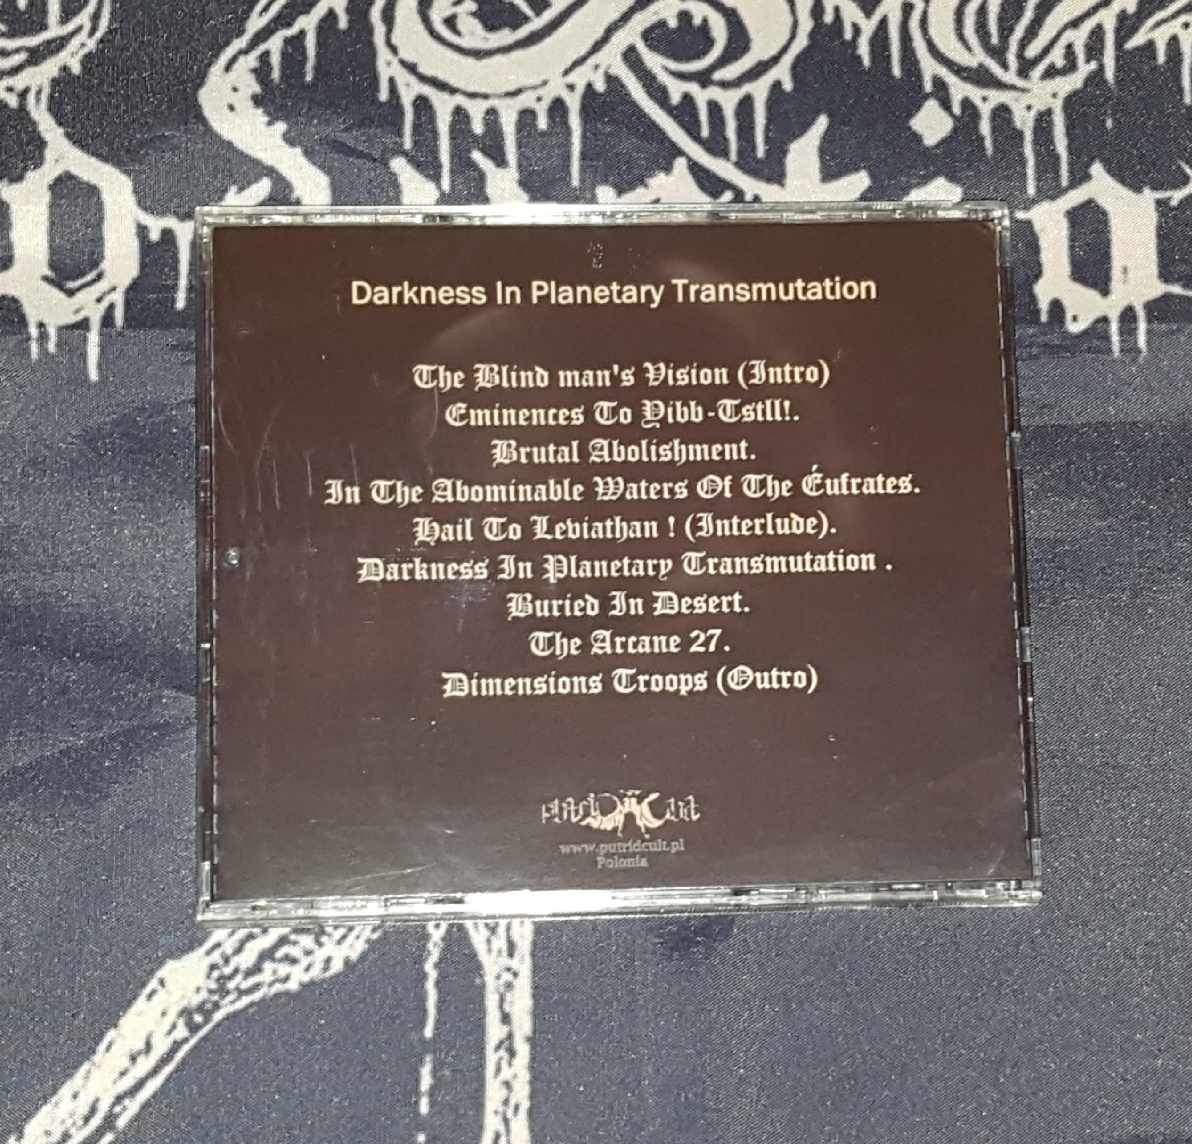 Darkness In Planetary Transmutation
The Blind man's Vision (Intro)
Eminences To Yibb-Tstll!.
Brutal Abolishment.
In The Abominable Waters Of The Éufrates.
Hail To Leviathan ! (Interlude).
Darkness In Planetary Transmutation .
Buried In Desert.
The Arcane 27.
Dimensions Troops (Outro)
Putrid Cult
www.putridcult.pl
Polonia